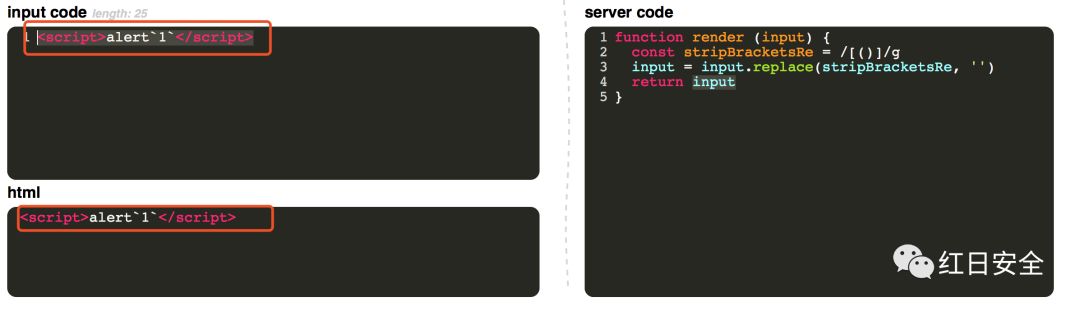 input code length: 25
1 <script>alert`1`</script>
html
<script>alert`1`</script>
server code
1 function render (input) {
2   const stripBracketsRe = /[()]/g
3   input = input.replace(stripBracketsRe, '')
4   return input
5 }
红日安全